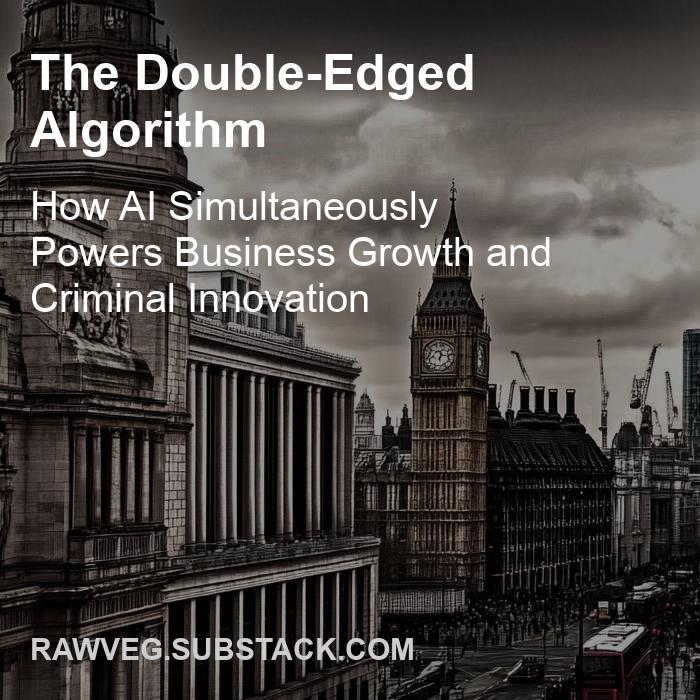 The Double-Edged
Algorithm
How AI Simultaneously
Powers Business Growth and
Criminal Innovation
RAWVEG.SUBSTACK.COM